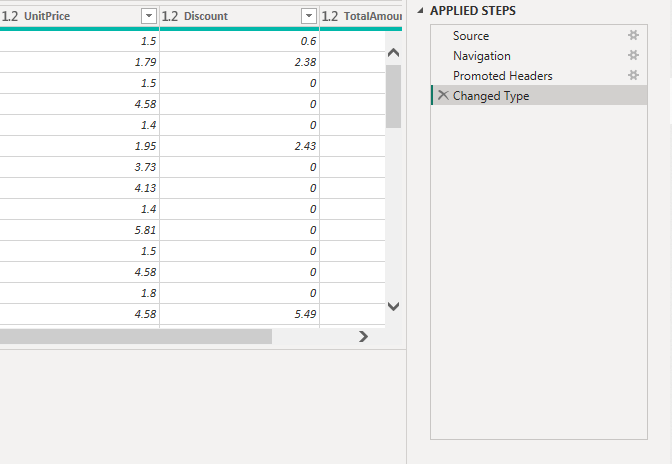 1.2 UnitPrice 1.2 Discount 1.2 TotalAmoun
1.5 0.6
1.79 2.38
1.5 0
4.58 0
1.4 0
1.95 2.43
3.73 0
4.13 0
1.4 0
5.81 0
1.5 0
4.58 0
1.8 0
4.58 5.49
APPLIED STEPS
Source
Navigation
Promoted Headers
Changed Type